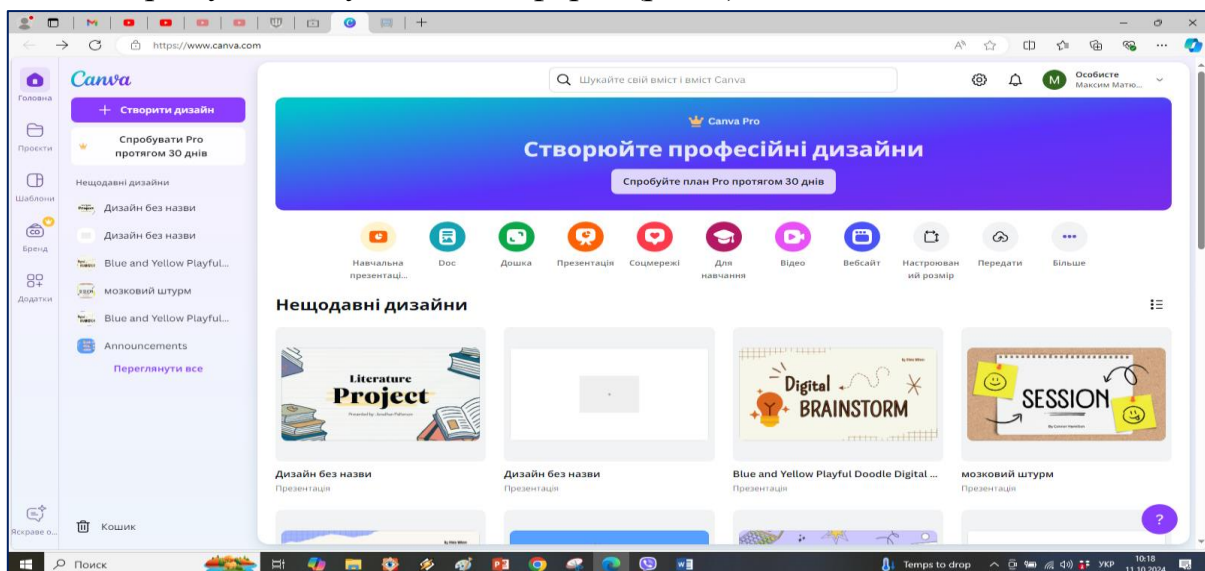 https://www.canva.com
Головна
Проєкти
Шаблони
Бренд
Додатки
Canva
+ Створити дизайн
Спробувати Pro
протягом 30 днів
Нещодавні дизайни
Дизайн без назви
Дизайн без назви
Blue and Yellow Playful...
мозковий штурм
Blue and Yellow Playful...
Announcements
Переглянути все
Кошик
Шукайте свій вміст і вміст Canva
М
Особисте
Максим Матю...
Canva Pro
Створюйте професійні дизайни
Спробуйте план Pro протягом 30 днів
Навчальна
презентаці...
Doc
Дошка
Презентація
Соцмережі
Для
навчання
Відео
Вебсайт
Настроюван
ий розмір
Передати
Більше
Нещодавні дизайни
Literature
Project
Digital
BRAINSTORM
SESSION
Дизайн без назви
Презентація
Дизайн без назви
Презентація
Blue and Yellow Playful Doodle Digital ...
Презентація
мозковий штурм
Презентація
?
Поиск
Temps to drop
УКР
10:18
11.10.2024